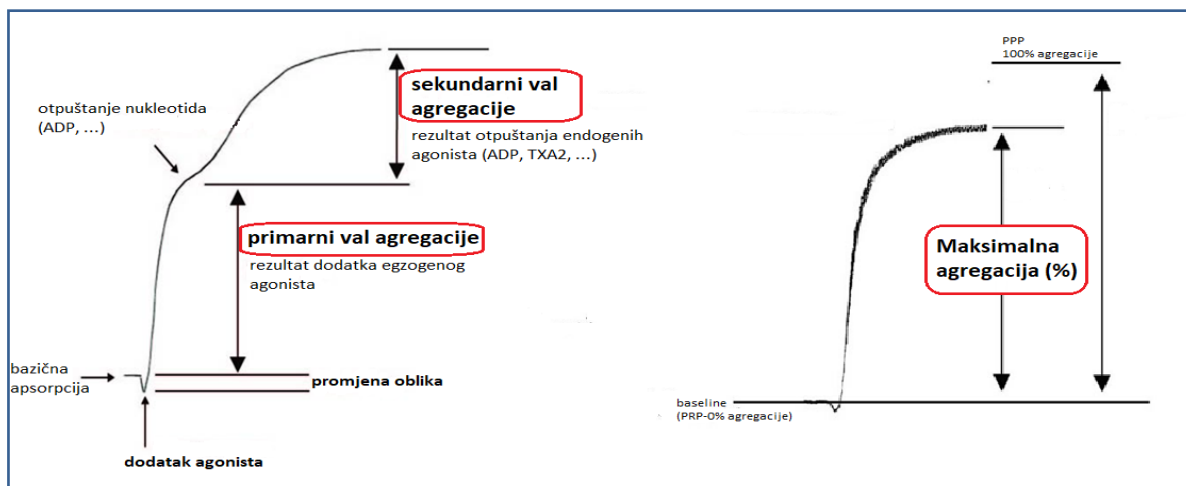 otpuštanje nukleotida
(ADP, ...)
sekundarni val
agregacije
rezultat otpuštanja endogenih
agonista (ADP, TXA2, ...)
primarni val agregacije
rezultat dodatka egzogenog
agonista
bazična
apsorpcija
promjena oblika
dodatak agonista
PPP
100% agregacije
Maksimalna
agregacija (%)
baseline
(PRP-0% agregacije)